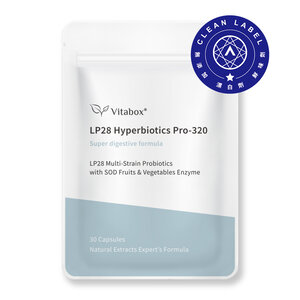 CLEAN LABEL
Vitabox®
LP28 Hyperbiotics Pro-320
Super digestive formula
LP28 Multi-Strain Probiotics
with SOD Fruits & Vegetables Enzyme
30 Capsules
Natural Extracts Expert's Formula